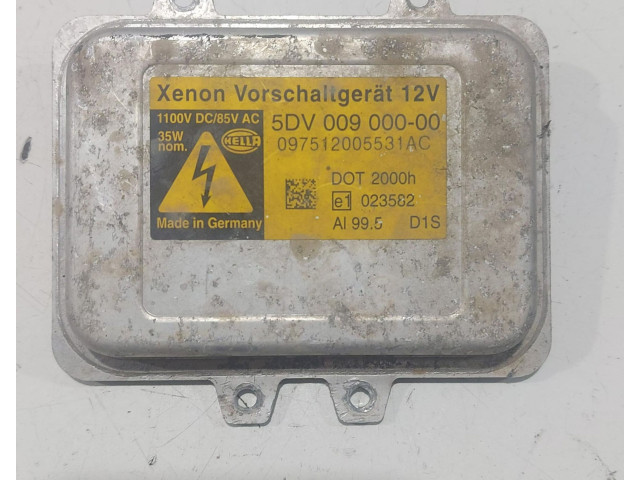 Xenon Vorschaltgerät 12V
1100V DC/85V AC
35W
nom.
HELLA
Made in Germany
5DV 009 000-00
097512005531AC
DOT 2000h
e1 023582
Al 99.5 D1S